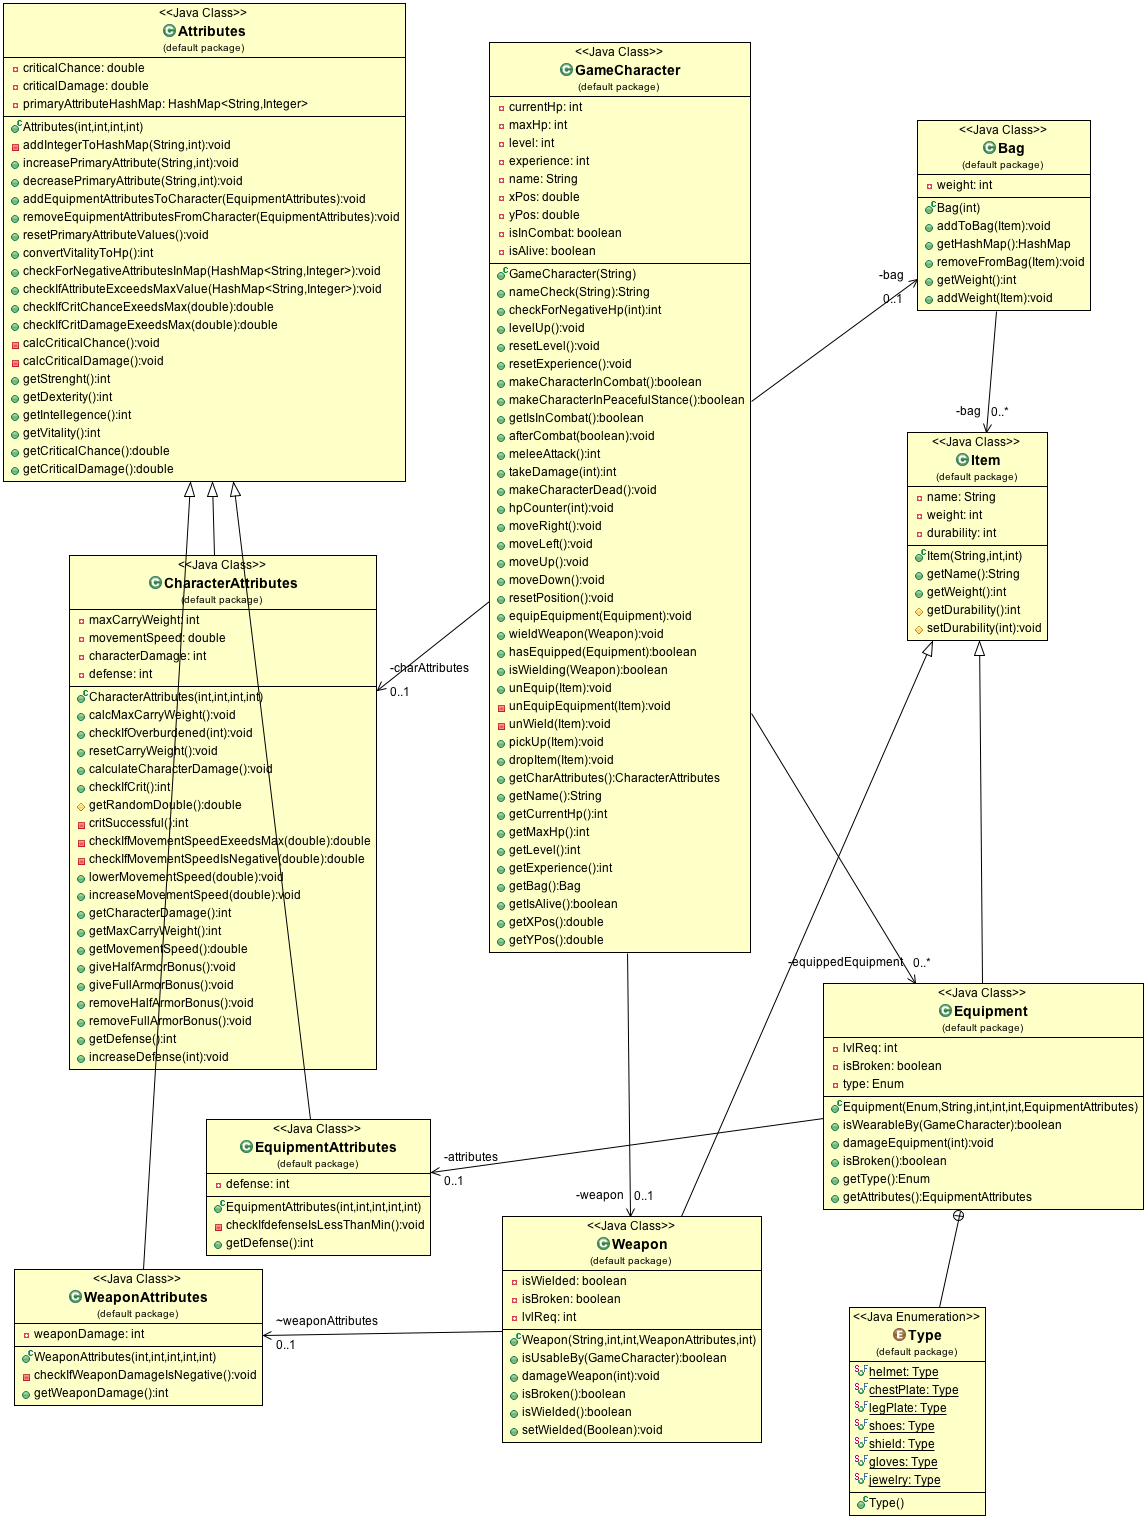 <<Java Class>>
Attributes
(default package)
criticalChance: double
criticalDamage: double
primaryAttributeHashMap: HashMap<String,Integer>
Attributes(int,int,int,int)
addIntegerToHashMap(String,int):void
increasePrimaryAttribute(String,int):void
decreasePrimaryAttribute(String,int):void
addEquipmentAttributesToCharacter(EquipmentAttributes):void
removeEquipmentAttributesFromCharacter(EquipmentAttributes):void
resetPrimaryAttributeValues():void
convertVitalityToHp():int
checkForNegativeAttributesInMap(HashMap<String,Integer>):void
checkIfAttributeExceedsMaxValue(HashMap<String,Integer>):void
checkIfCritChanceExeedsMax(double):double
checkIfCritDamageExeedsMax(double):double
calcCriticalChance():void
calcCriticalDamage():void
getStrenght():int
getDexterity():int
getIntellegence():int
getVitality():int
getCriticalChance():double
getCriticalDamage():double
<<Java Class>>
GameCharacter
(default package)
currentHp: int
maxHp: int
level: int
experience: int
name: String
xPos: double
yPos: double
isInCombat: boolean
isAlive: boolean
GameCharacter(String)
nameCheck(String):String
checkForNegativeHp(int):int
levelUp():void
resetLevel():void
resetExperience():void
makeCharacterInCombat():boolean
makeCharacterInPeacefulStance():boolean
getIsInCombat():boolean
afterCombat(boolean):void
meleeAttack():int
takeDamage(int):int
makeCharacterDead():void
hpCounter(int):void
moveRight():void
moveLeft():void
moveUp():void
moveDown():void
resetPosition():void
equipEquipment(Equipment):void
wieldWeapon(Weapon):void
hasEquipped(Equipment):boolean
isWielding(Weapon):boolean
unEquip(Item):void
unEquipEquipment(Item):void
unWield(Item):void
pickUp(Item):void
dropItem(Item):void
getCharAttributes():CharacterAttributes
getName():String
getCurrentHp():int
getMaxHp():int
getLevel():int
getExperience():int
getBag():Bag
getIsAlive():boolean
getXPos():double
getYPos():double
<<Java Class>>
Bag
(default package)
weight: int
Bag(int)
addToBag(Item):void
getHashMap():HashMap
removeFromBag(Item):void
getWeight():int
addWeight(Item):void
-bag
0..1
-bag
0..*
<<Java Class>>
Item
(default package)
name: String
weight: int
durability: int
Item(String,int,int)
getName():String
getWeight():int
getDurability():int
setDurability(int):void
<<Java Class>>
CharacterAttributes
(default package)
maxCarryWeight: int
movementSpeed: double
characterDamage: int
defense: int
CharacterAttributes(int,int,int,int)
calcMaxCarryWeight():void
checkIfOverburdened(int):void
resetCarryWeight():void
calculateCharacterDamage():void
checkIfCrit():int
getRandomDouble():double
critSuccessful():int
checkIfMovementSpeedExeedsMax(double):double
checkIfMovementSpeedIsNegative(double):double
lowerMovementSpeed(double):void
increaseMovementSpeed(double):void
getCharacterDamage():int
getMaxCarryWeight():int
getMovementSpeed():double
giveHalfArmorBonus():void
giveFullArmorBonus():void
removeHalfArmorBonus():void
removeFullArmorBonus():void
getDefense():int
increaseDefense(int):void
-charAttributes
0..1
-equippedEquipment
0..*
<<Java Class>>
Equipment
(default package)
lvlReq: int
isBroken: boolean
type: Enum
Equipment(Enum,String,int,int,int,EquipmentAttributes)
isWearableBy(GameCharacter):boolean
damageEquipment(int):void
isBroken():boolean
getType():Enum
getAttributes():EquipmentAttributes
<<Java Class>>
EquipmentAttributes
(default package)
defense: int
EquipmentAttributes(int,int,int,int,int)
checkIfdefenseIsLessThanMin():void
getDefense():int
-attributes
0..1
-weapon
0..1
<<Java Class>>
Weapon
(default package)
isWielded: boolean
isBroken: boolean
lvlReq: int
Weapon(String,int,int,WeaponAttributes,int)
isUsableBy(GameCharacter):boolean
damageWeapon(int):void
isBroken():boolean
isWielded():boolean
setWielded(Boolean):void
<<Java Class>>
WeaponAttributes
(default package)
weaponDamage: int
WeaponAttributes(int,int,int,int,int)
checkIfWeaponDamageIsNegative():void
getWeaponDamage():int
~weaponAttributes
0..1
<<Java Enumeration>>
Type
(default package)
helmet: Type
chestPlate: Type
legPlate: Type
shoes: Type
shield: Type
gloves: Type
jewelry: Type
Type()